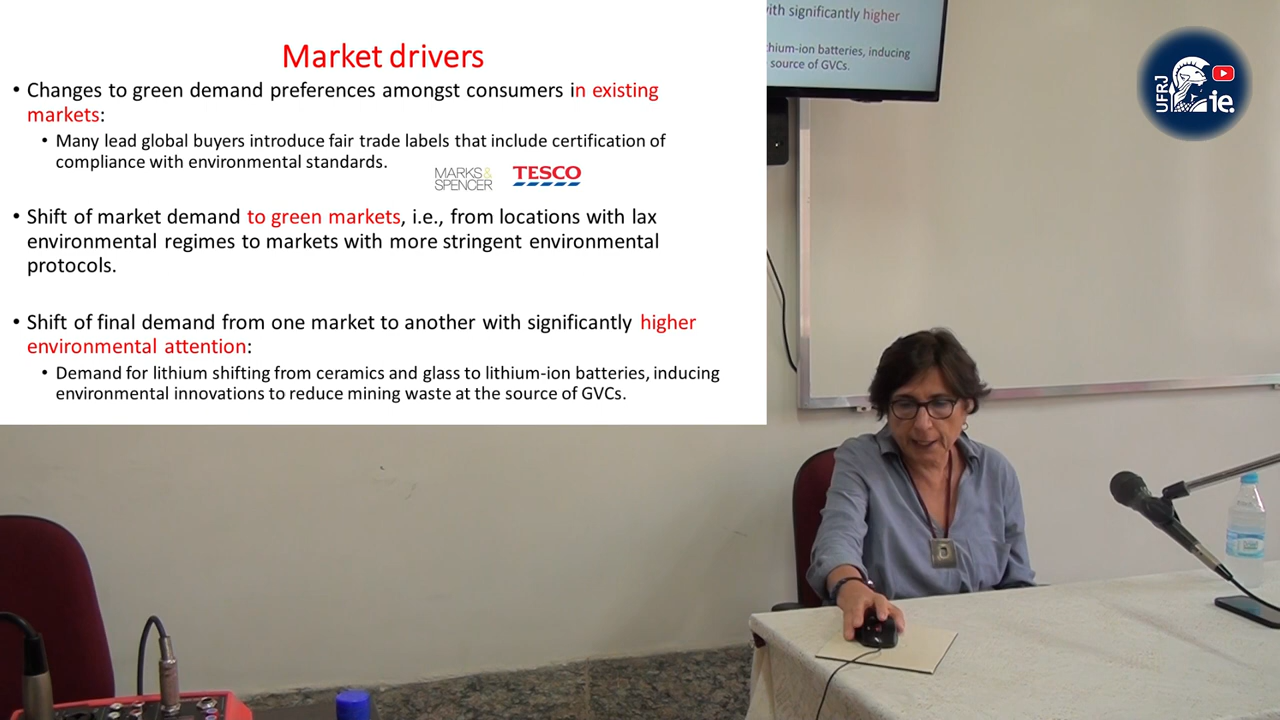 Market drivers
• Changes to green demand preferences amongst consumers in existing
markets:
• Many lead global buyers introduce fair trade labels that include certification of
compliance with environmental standards.
MARKS&
SPENCER
TESCO
• Shift of market demand to green markets, i.e., from locations with lax
environmental regimes to markets with more stringent environmental
protocols.
• Shift of final demand from one market to another with significantly higher
environmental attention:
• Demand for lithium shifting from ceramics and glass to lithium-ion batteries, inducing
environmental innovations to reduce mining waste at the source of GVCs.
with significantly higher
hium-ion batteries, inducing
source of GVCs.
UFRJ
ie.